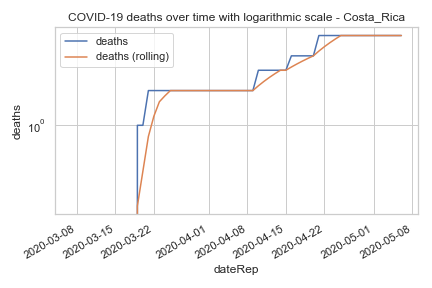 COVID-19 deaths over time with logarithmic scale - Costa_Rica
deaths
deaths (rolling)
deaths
10^0
2020-03-08
2020-03-15
2020-03-22
2020-04-01
2020-04-08
2020-04-15
2020-04-22
2020-05-01
2020-05-08
dateRep